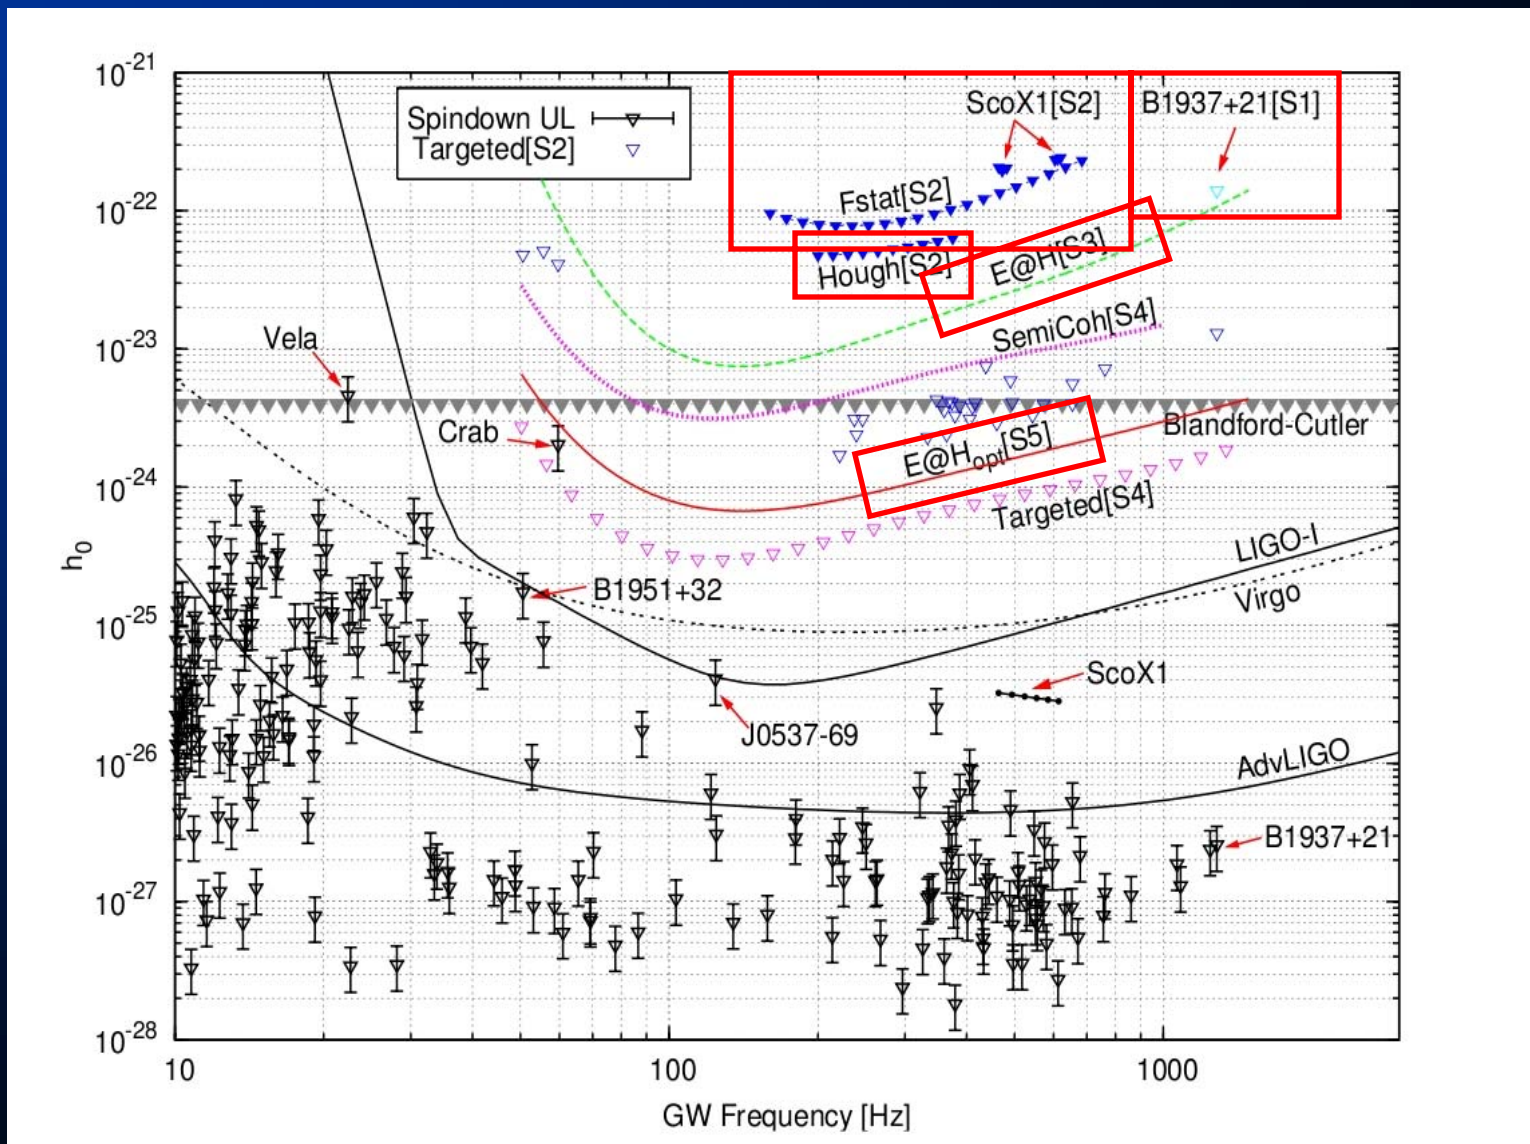 10-21
10-22
10-23
10-24
10-25
10-26
10-27
10-28
h0
Spindown UL
Targeted[S2]
ScoX1[S2]
B1937+21[S1]
Fstat[S2]
Hough[S2]
E@H[S3]
SemiCoh[S4]
Vela
Crab
Blandford-Cutler
E@Hopt[S5]
Targeted[S4]
LIGO-I
Virgo
B1951+32
ScoX1
J0537-69
AdvLIGO
B1937+21
10
100
1000
GW Frequency [Hz]